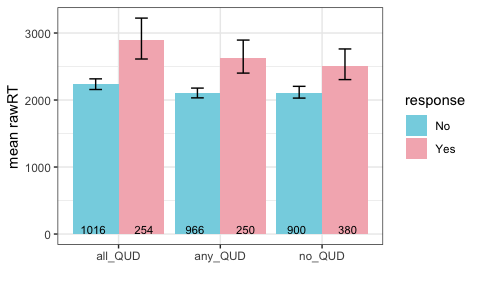 3000
2000
1000
0
mean rawRT
1016 254 966 250 900 380
all_QUD any_QUD no_QUD
response
No
Yes